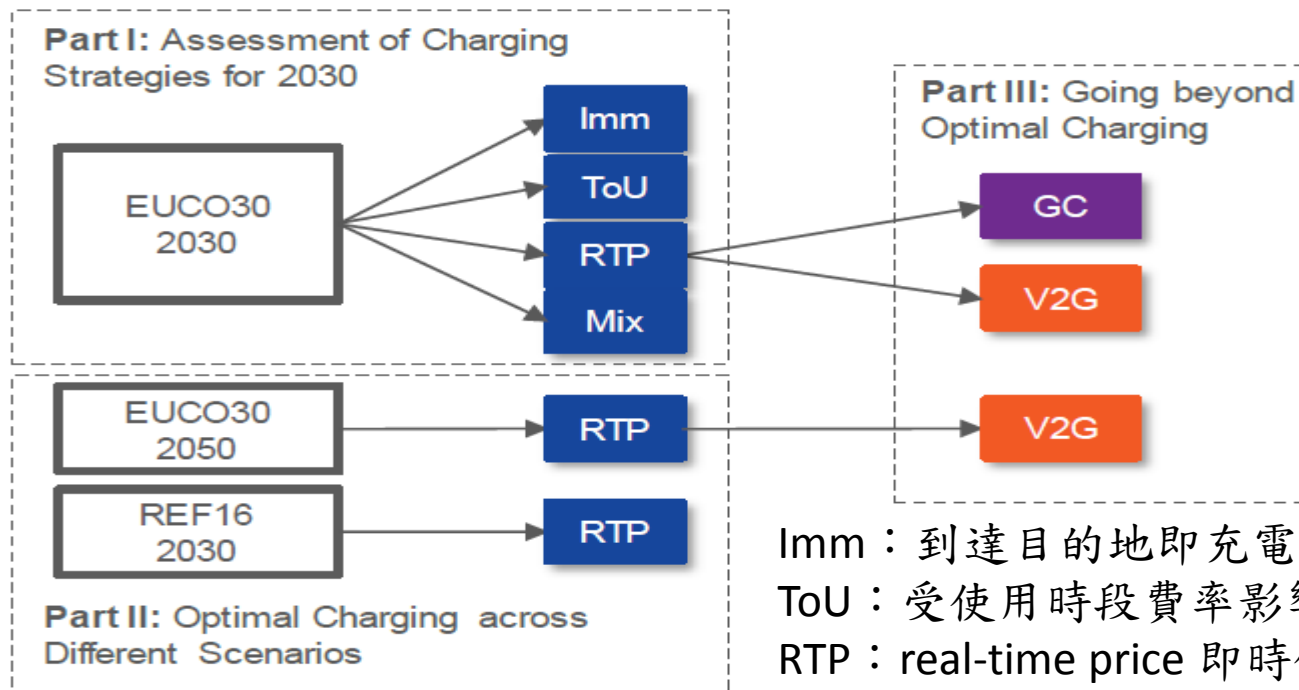 Part I: Assessment of Charging
Strategies for 2030
EUCO30
2030
Imm
ToU
RTP
Mix
Part III: Going beyond
Optimal Charging
GC
V2G
V2G
EUCO30
2050
RTP
REF16
2030
RTP
Part II: Optimal Charging across
Different Scenarios
Imm：到達目的地即充電
ToU：受使用時段費率影
RTP：real-time price 即時